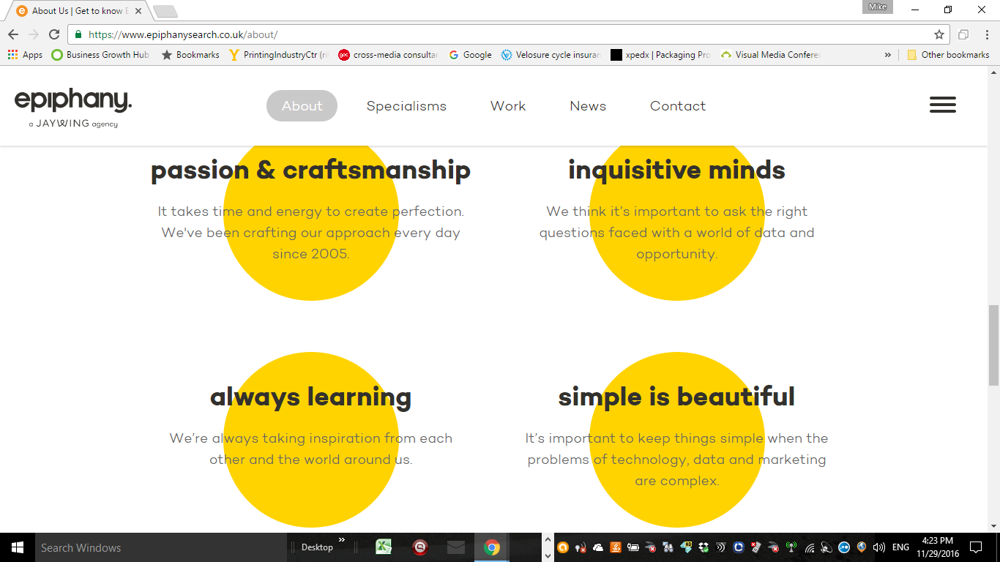 About Us | Get to know E
Mike
https://www.epiphanysearch.co.uk/about/
Apps Business Growth Hub Bookmarks PrintingIndustryCtr (ri cross-media consultan Google Velosure cycle insuran xpedx | Packaging Pro Visual Media Conferen » Other bookmarks
epiphany.
a JAYWING agency
About Specialisms Work News Contact
passion & craftsmanship
It takes time and energy to create perfection.
We've been crafting our approach every day
since 2005.
inquisitive minds
We think it’s important to ask the right
questions faced with a world of data and
opportunity.
always learning
We’re always taking inspiration from each
other and the world around us.
simple is beautiful
It’s important to keep things simple when the
problems of technology, data and marketing
are complex.
Search Windows
Desktop »
ENG
4:23 PM
11/29/2016